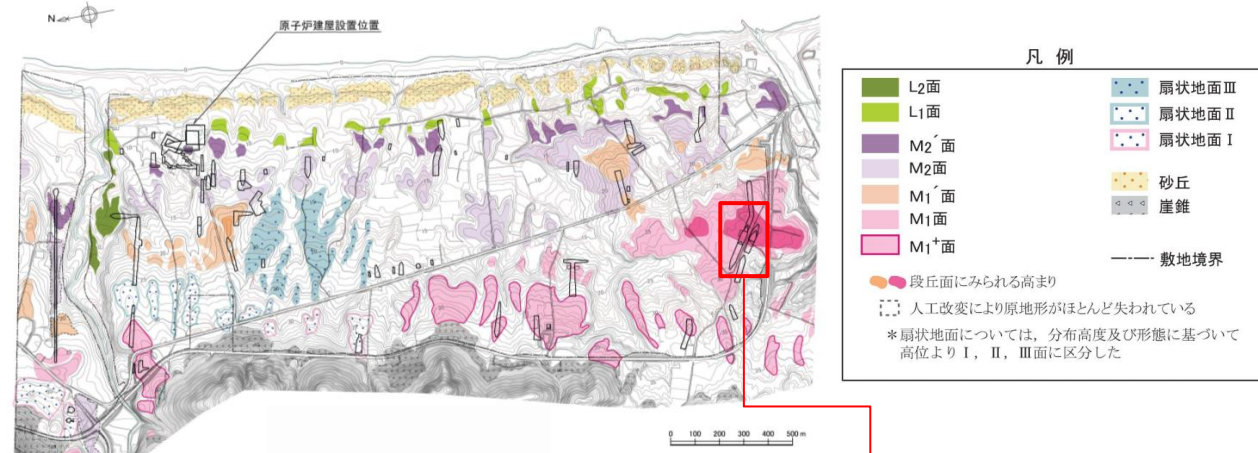 N
原子炉建屋設置位置
凡 例
L₂面
L₁面
M₂´面
M₂面
M₁´面
M₁面
M₁⁺面
扇状地面Ⅲ
扇状地面Ⅱ
扇状地面Ⅰ
砂丘
崖錐
敷地境界
段丘面にみられる高まり
人工改変により原地形がほとんど失われている
＊扇状地面については，分布高度及び形態に基づいて
高位よりⅠ，Ⅱ，Ⅲ面に区分した
0 100 200 300 400 500 m